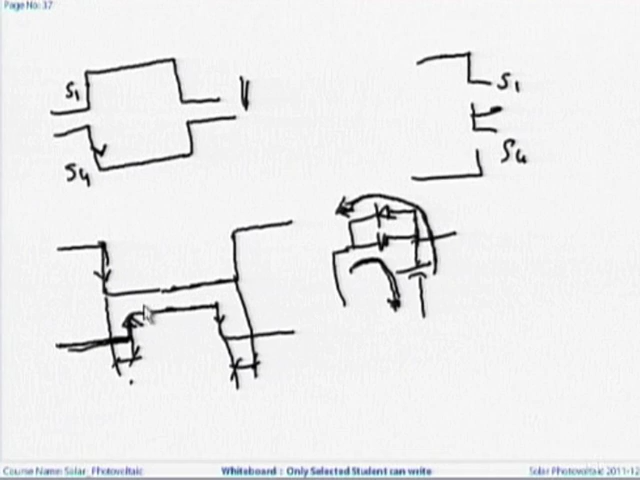 Page No: 37
S1
S1
S4
S4
Course Name: Solar_Photovoltaic
Whiteboard : Only Selected Student can write
Solar Photovoltaic 2011-12